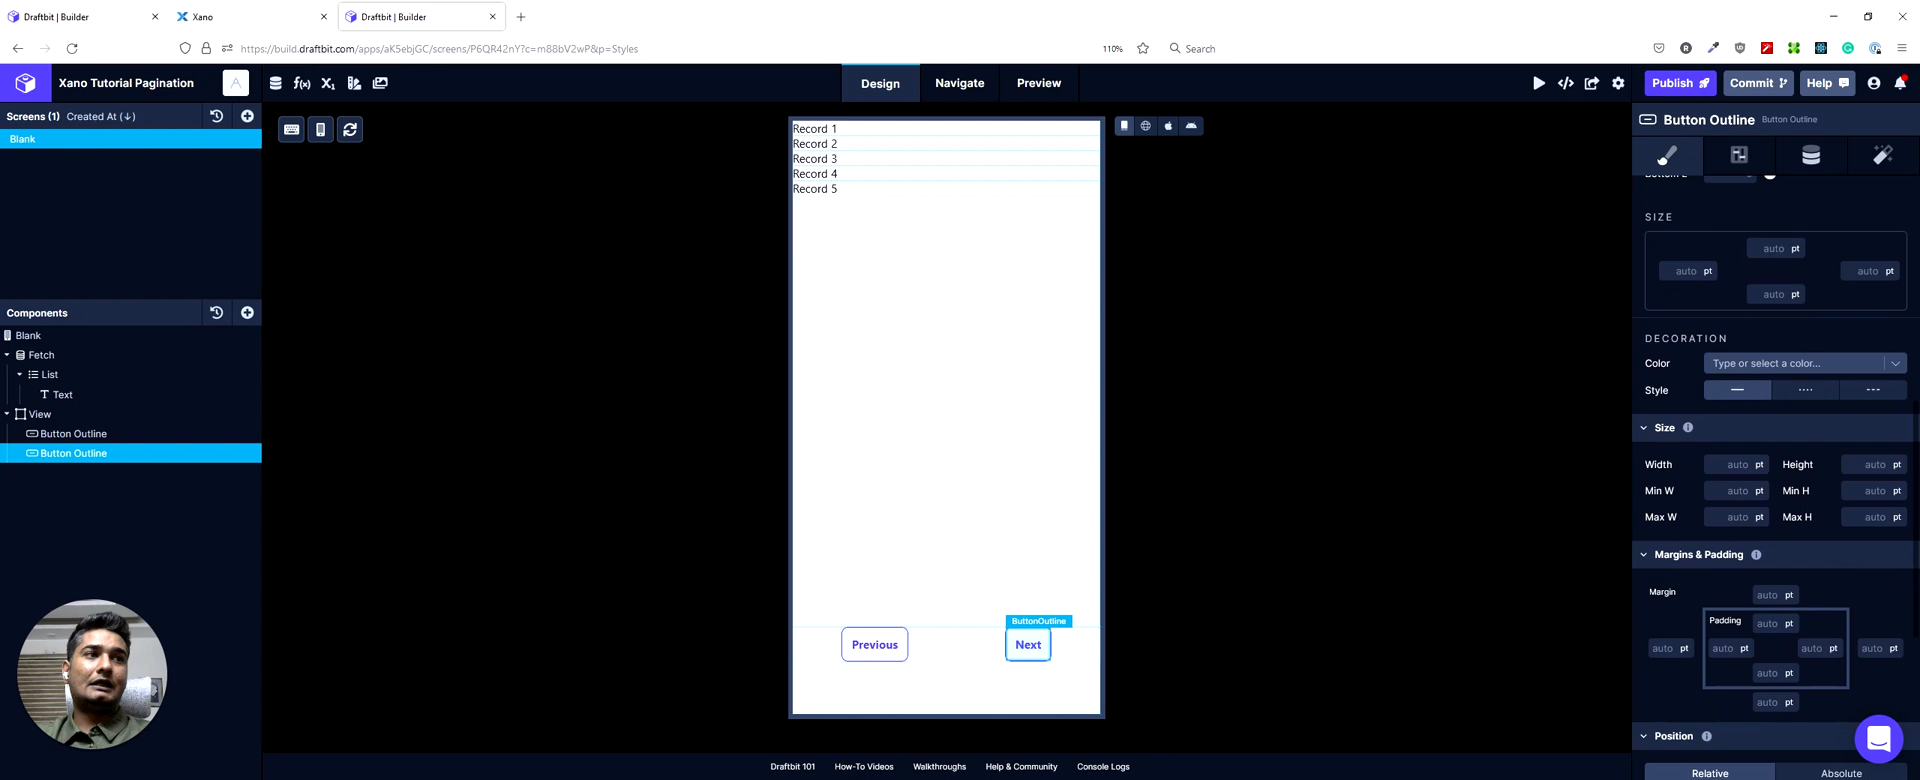 Draftbit | Builder
Xano
Draftbit | Builder
https://build.draftbit.com/apps/aK5ebjGC/screens/P6QR42nY?c=m88bV2wP&p=Styles
110%
Search
Xano Tutorial Pagination
A
f(x)
X₁
Design
Navigate
Preview
Publish
Commit
Help
Screens (1) Created At (↓)
Blank
Components
Blank
Fetch
List
Text
View
Button Outline
Button Outline
Record 1
Record 2
Record 3
Record 4
Record 5
ButtonOutline
Previous
Next
Button Outline Button Outline
SIZE
auto pt
auto pt
auto pt
auto pt
DECORATION
Color Type or select a color...
Style
Size
Width auto pt Height auto pt
Min W auto pt Min H auto pt
Max W auto pt Max H auto pt
Margins & Padding
Margin auto pt
Padding auto pt
auto pt auto pt auto pt auto pt
auto pt
auto pt
Position
Relative Absolute
Draftbit 101 How-To Videos Walkthroughs Help & Community Console Logs